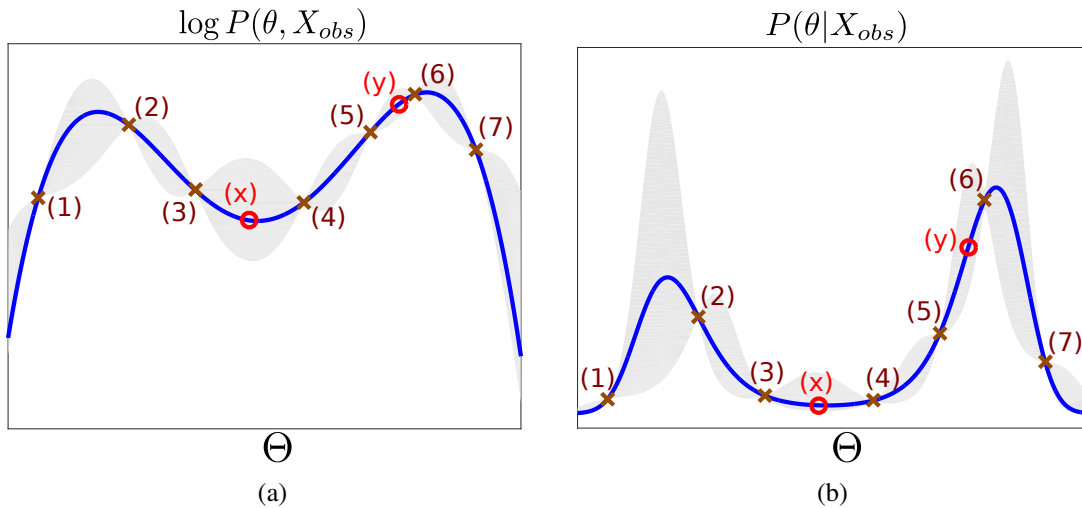 log P(θ, X_obs)
(1)
(2)
(3)
(x)
(4)
(5)
(y)
(6)
(7)
Θ
(a)
P(θ|X_obs)
(1)
(2)
(3)
(x)
(4)
(5)
(y)
(6)
(7)
Θ
(b)